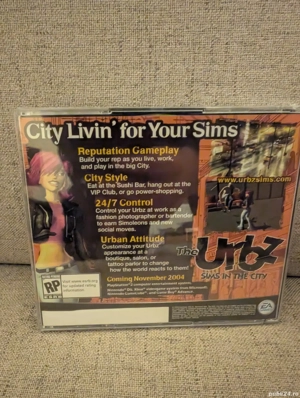 City Livin' for Your Sims
Reputation Gameplay
Build your rep as you live, work,
and play in the big City.
City Style
Eat at the Sushi Bar, hang out at the
VIP Club, or go power-shopping.
24/7 Control
Control your Urbz at work as a
fashion photographer or bartender
to earn Simoleons and new
social moves.
Urban Attitude
Customize your Urbz
appearance at a
boutique, salon, or
tattoo parlor to change
how the world reacts to them!
Coming November 2004
www.urbzsims.com
The Urbz
SIMS IN THE CITY
RP
EA
publi24.ro